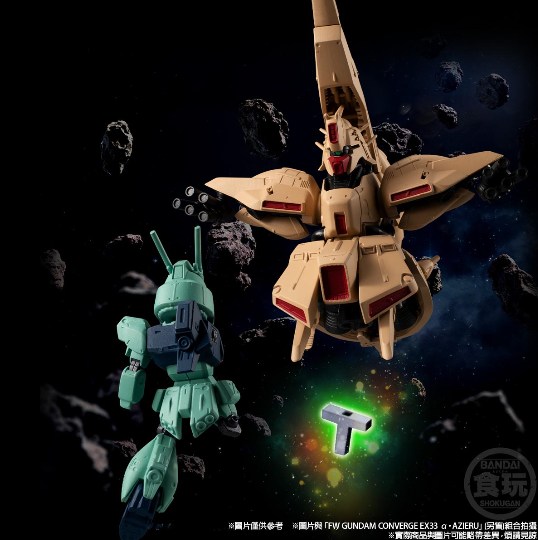 BANDAI
食玩
SHOKUGAN
※圖片僅供參考 ※圖片與「FW GUNDAM CONVERGE EX33 α・AZIERU」(另售)組合拍攝
※實際商品與圖片可能略帶差異，煩請見諒